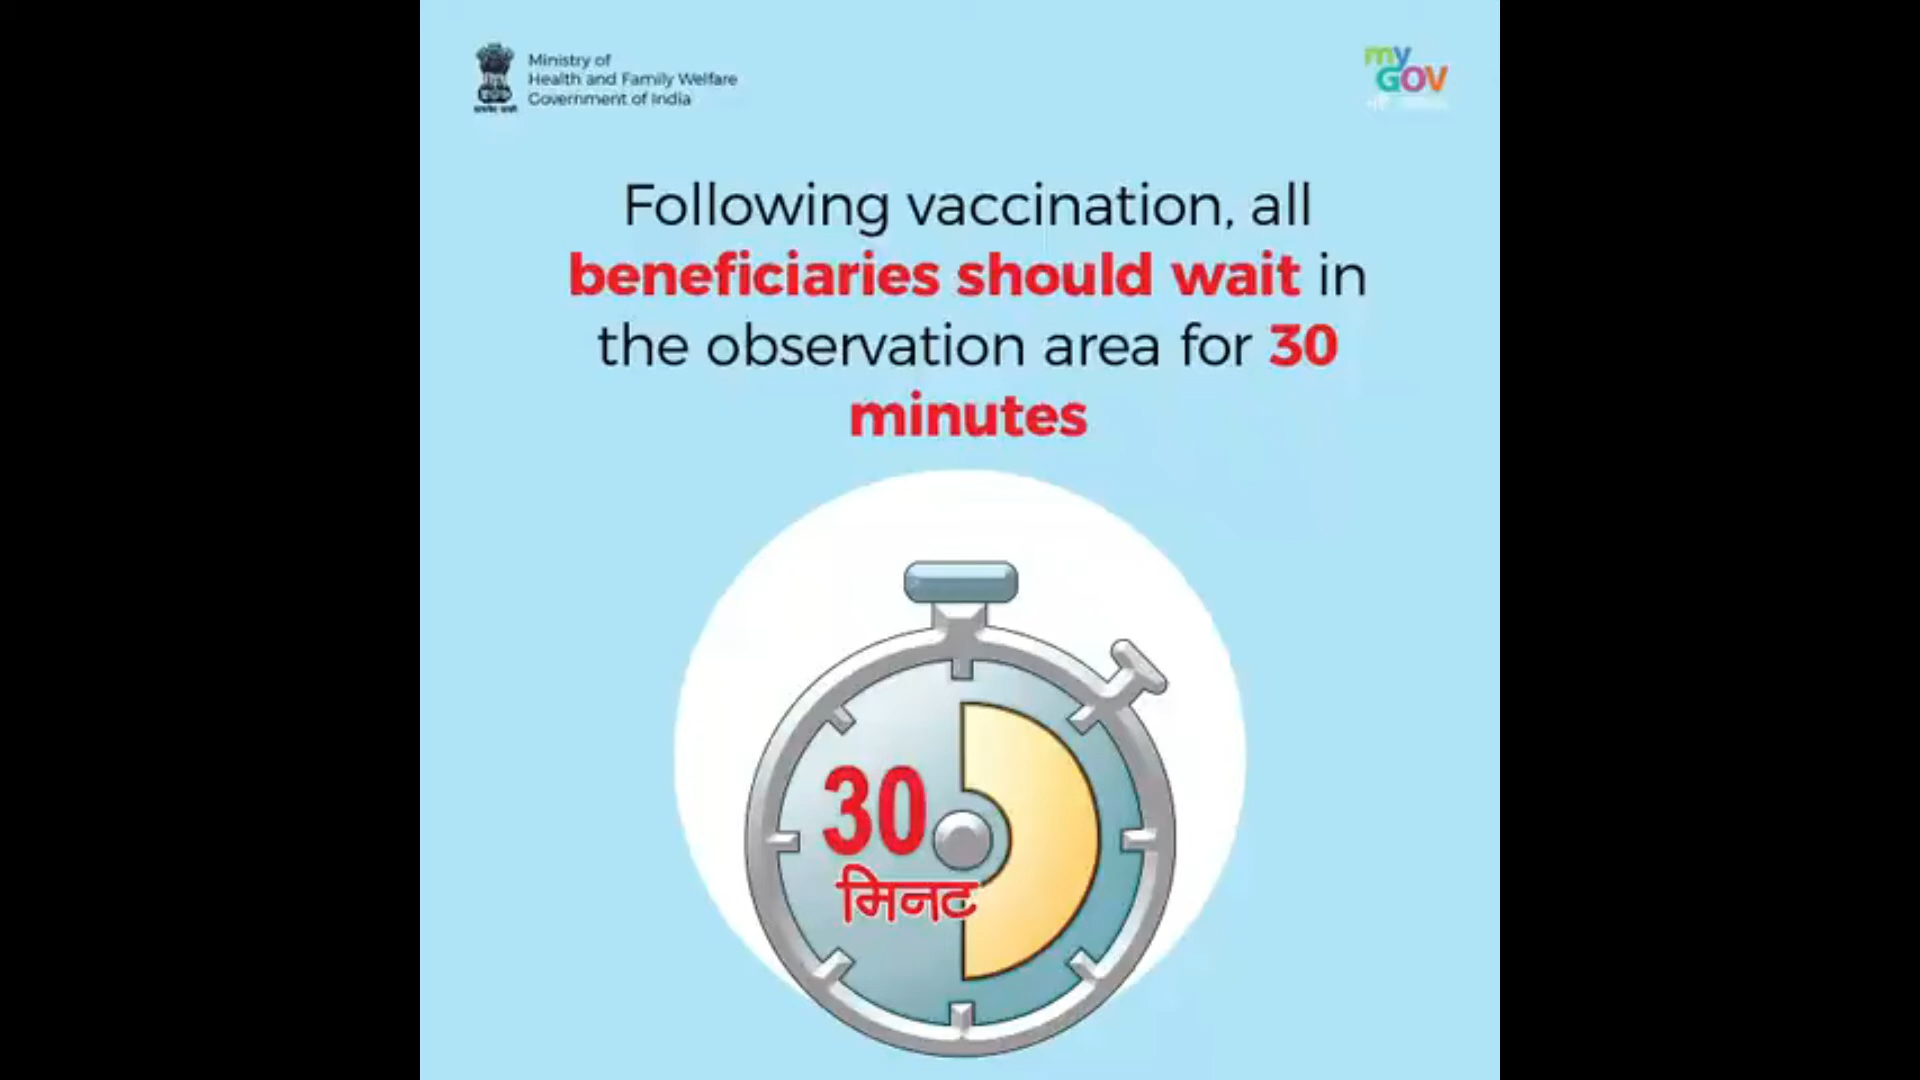 Ministry of
Health and Family Welfare
Government of India
my
GOV
Following vaccination, all
beneficiaries should wait in
the observation area for 30
minutes
30
मिनट